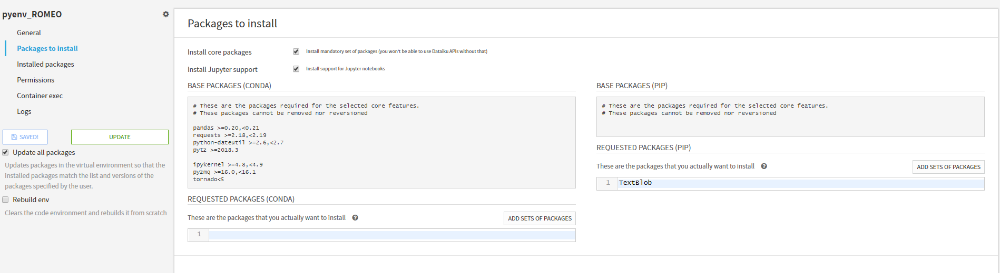 pyenv_ROMEO
General
Packages to install
Installed packages
Permissions
Container exec
Logs
SAVED!
UPDATE
Update all packages
Updates packages in the virtual environment so that the
installed packages match the list and versions of the
packages specified by the user.
Rebuild env
Clears the code environment and rebuilds it from scratch
Packages to install
Install core packages
Install mandatory set of packages (you won't be able to use Dataiku APIs without that)
Install Jupyter support
Install support for Jupyter notebooks
BASE PACKAGES (CONDA)
# These are the packages required for the selected core features.
# These packages cannot be removed nor reversioned
pandas >=0.20,<0.21
requests >=2.18,<2.19
python-dateutil >=2.6,<2.7
pytz >=2018.3
ipykernel >=4.8,<4.9
pyzmq >=16.0,<16.1
tornado<5
REQUESTED PACKAGES (CONDA)
These are the packages that you actually want to install ?
ADD SETS OF PACKAGES
1
BASE PACKAGES (PIP)
# These are the packages required for the selected core features.
# These packages cannot be removed nor reversioned
REQUESTED PACKAGES (PIP)
These are the packages that you actually want to install ?
ADD SETS OF PACKAGES
1 TextBlob